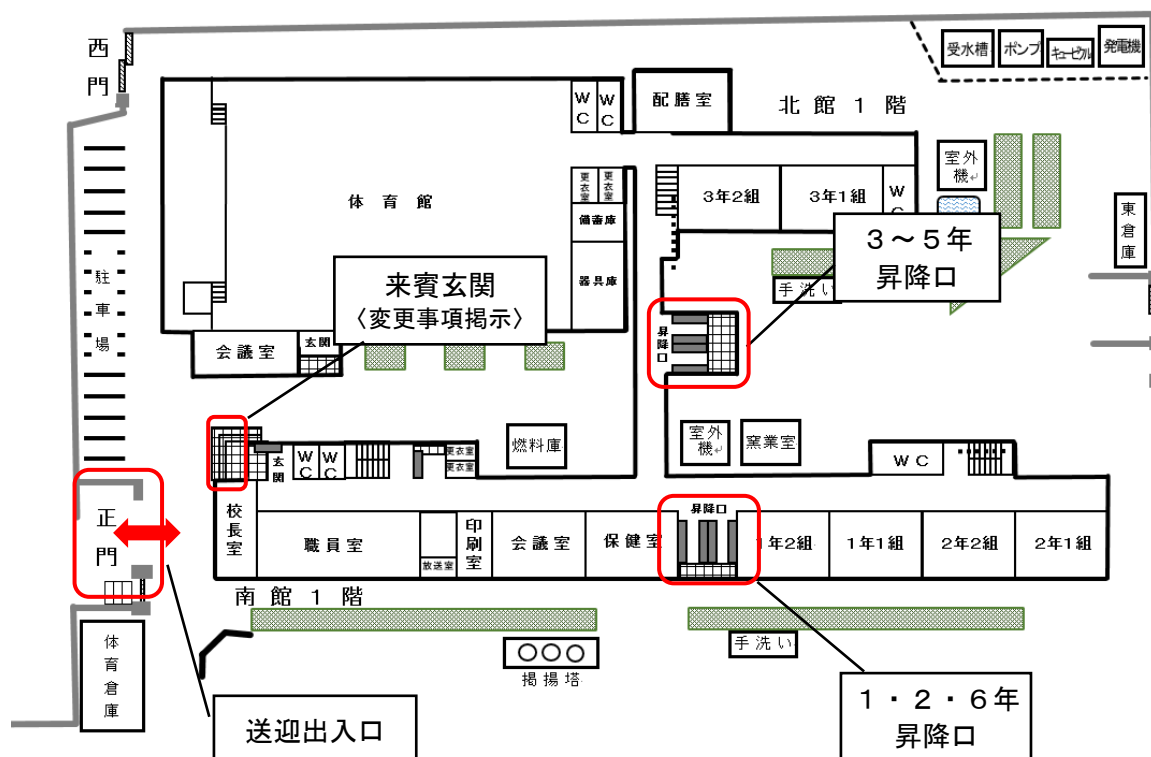 西門
受水槽
ポンプ
キュービクル
発電機
WC
WC
配膳室
北館1階
室外機
更衣室
更衣室
3年2組
3年1組
WC
体育館
備蓄庫
東倉庫
3～5年
昇降口
来賓玄関
〈変更事項掲示〉
器具庫
手洗い
駐車場
昇降口
会議室
玄関
室外機
窯業室
燃料庫
玄関
WC
WC
更衣室
更衣室
WC
正門
校長室
職員室
放送室
印刷室
会議室
保健室
昇降口
1年2組
1年1組
2年2組
2年1組
南館1階
体育倉庫
掲揚塔
手洗い
送迎出入口
1・2・6年
昇降口